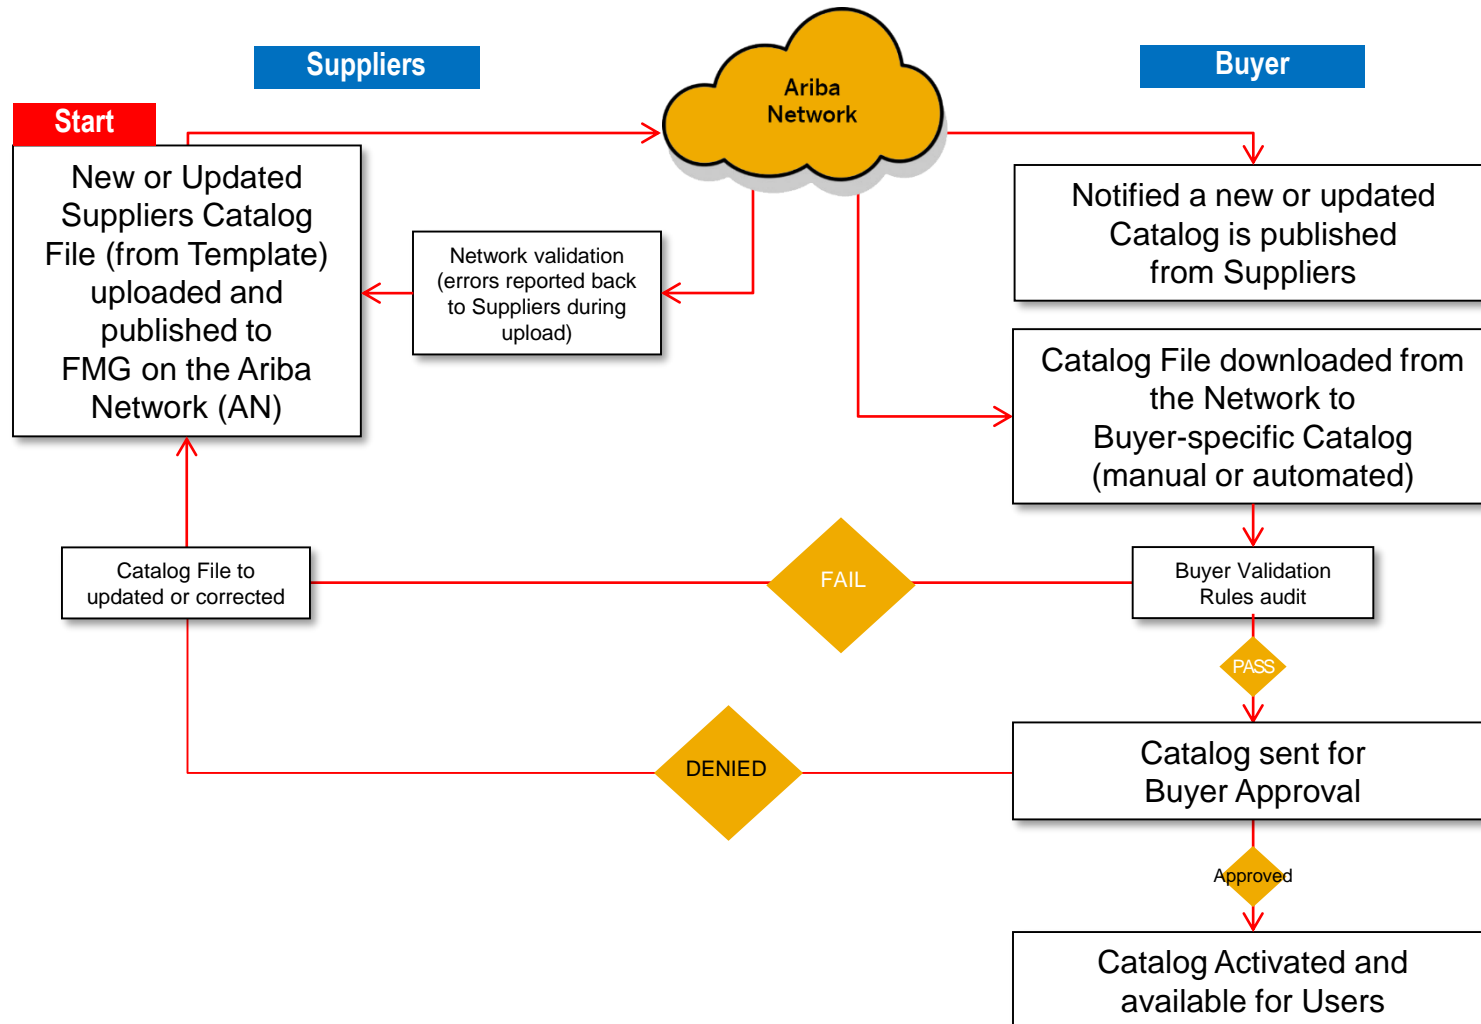 Suppliers
Ariba
Network
Buyer
Start
New or Updated
Suppliers Catalog
File (from Template)
uploaded and
published to
FMG on the Ariba
Network (AN)
Network validation
(errors reported back
to Suppliers during
upload)
Notified a new or updated
Catalog is published
from Suppliers
Catalog File downloaded from
the Network to
Buyer-specific Catalog
(manual or automated)
Catalog File to
updated or corrected
FAIL
Buyer Validation
Rules audit
PASS
DENIED
Catalog sent for
Buyer Approval
Approved
Catalog Activated and
available for Users